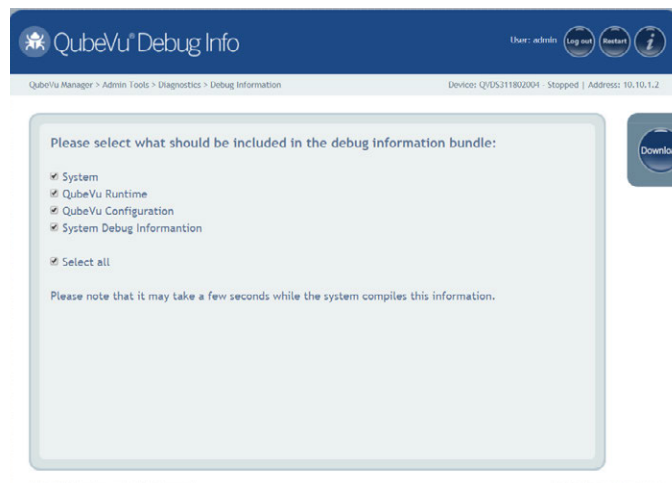 QubeVu® Debug Info
User: admin
Log out
Restart
i
QubeVu Manager > Admin Tools > Diagnostics > Debug Information
Device: QVDS311802004 - Stopped | Address: 10.10.1.2
Please select what should be included in the debug information bundle:
Downlo
System
QubeVu Runtime
QubeVu Configuration
System Debug Informantion
Select all
Please note that it may take a few seconds while the system compiles this information.